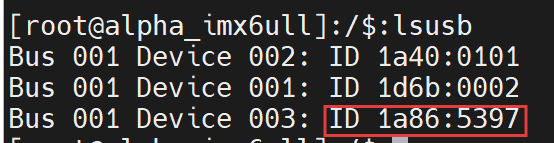 [root@alpha_imx6ull]:/$:lsusb
Bus 001 Device 002: ID 1a40:0101
Bus 001 Device 001: ID 1d6b:0002
Bus 001 Device 003: ID 1a86:5397